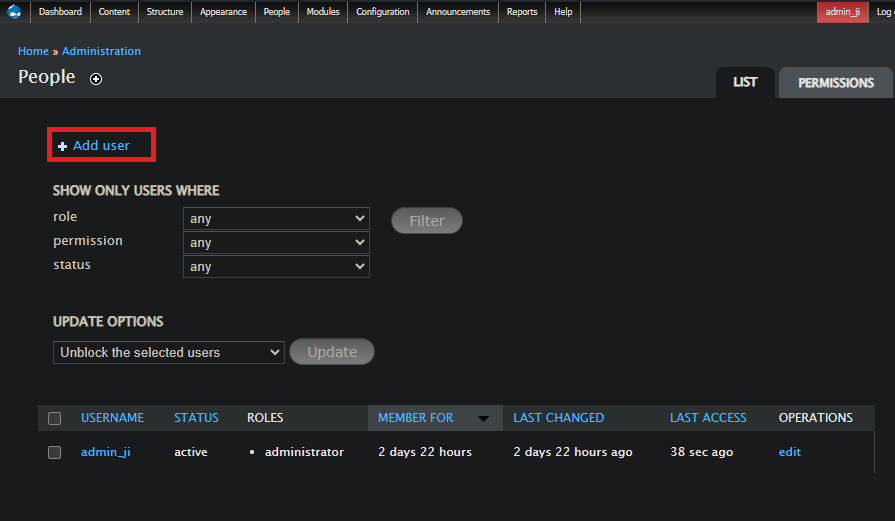 Dashboard Content Structure Appearance People Modules Configuration Announcements Reports Help admin_ji Log
Home » Administration
People
LIST PERMISSIONS
Add user
SHOW ONLY USERS WHERE
role any Filter
permission any
status any
UPDATE OPTIONS
Unblock the selected users Update
USERNAME STATUS ROLES MEMBER FOR LAST CHANGED LAST ACCESS OPERATIONS
admin_ji active • administrator 2 days 22 hours 2 days 22 hours ago 38 sec ago edit